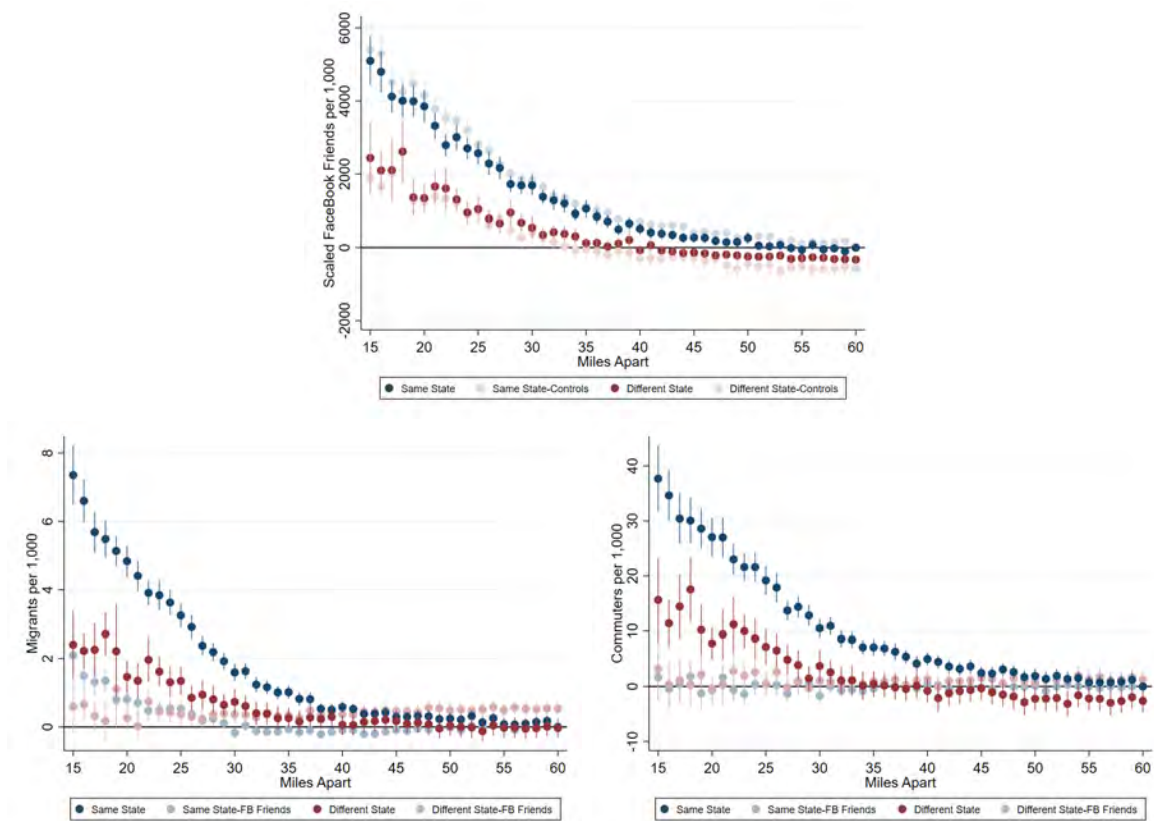 6000
4000
2000
0
-2000
Scaled FaceBook Friends per 1,000
15 20 25 30 35 40 45 50 55 60
Miles Apart
Same State Same State-Controls Different State Different State-Controls
8
6
4
2
0
Migrants per 1,000
15 20 25 30 35 40 45 50 55 60
Miles Apart
Same State Same State-FB Friends Different State Different State-FB Friends
40
30
20
10
0
-10
Commuters per 1,000
15 20 25 30 35 40 45 50 55 60
Miles Apart
Same State Same State-FB Friends Different State Different State-FB Friends